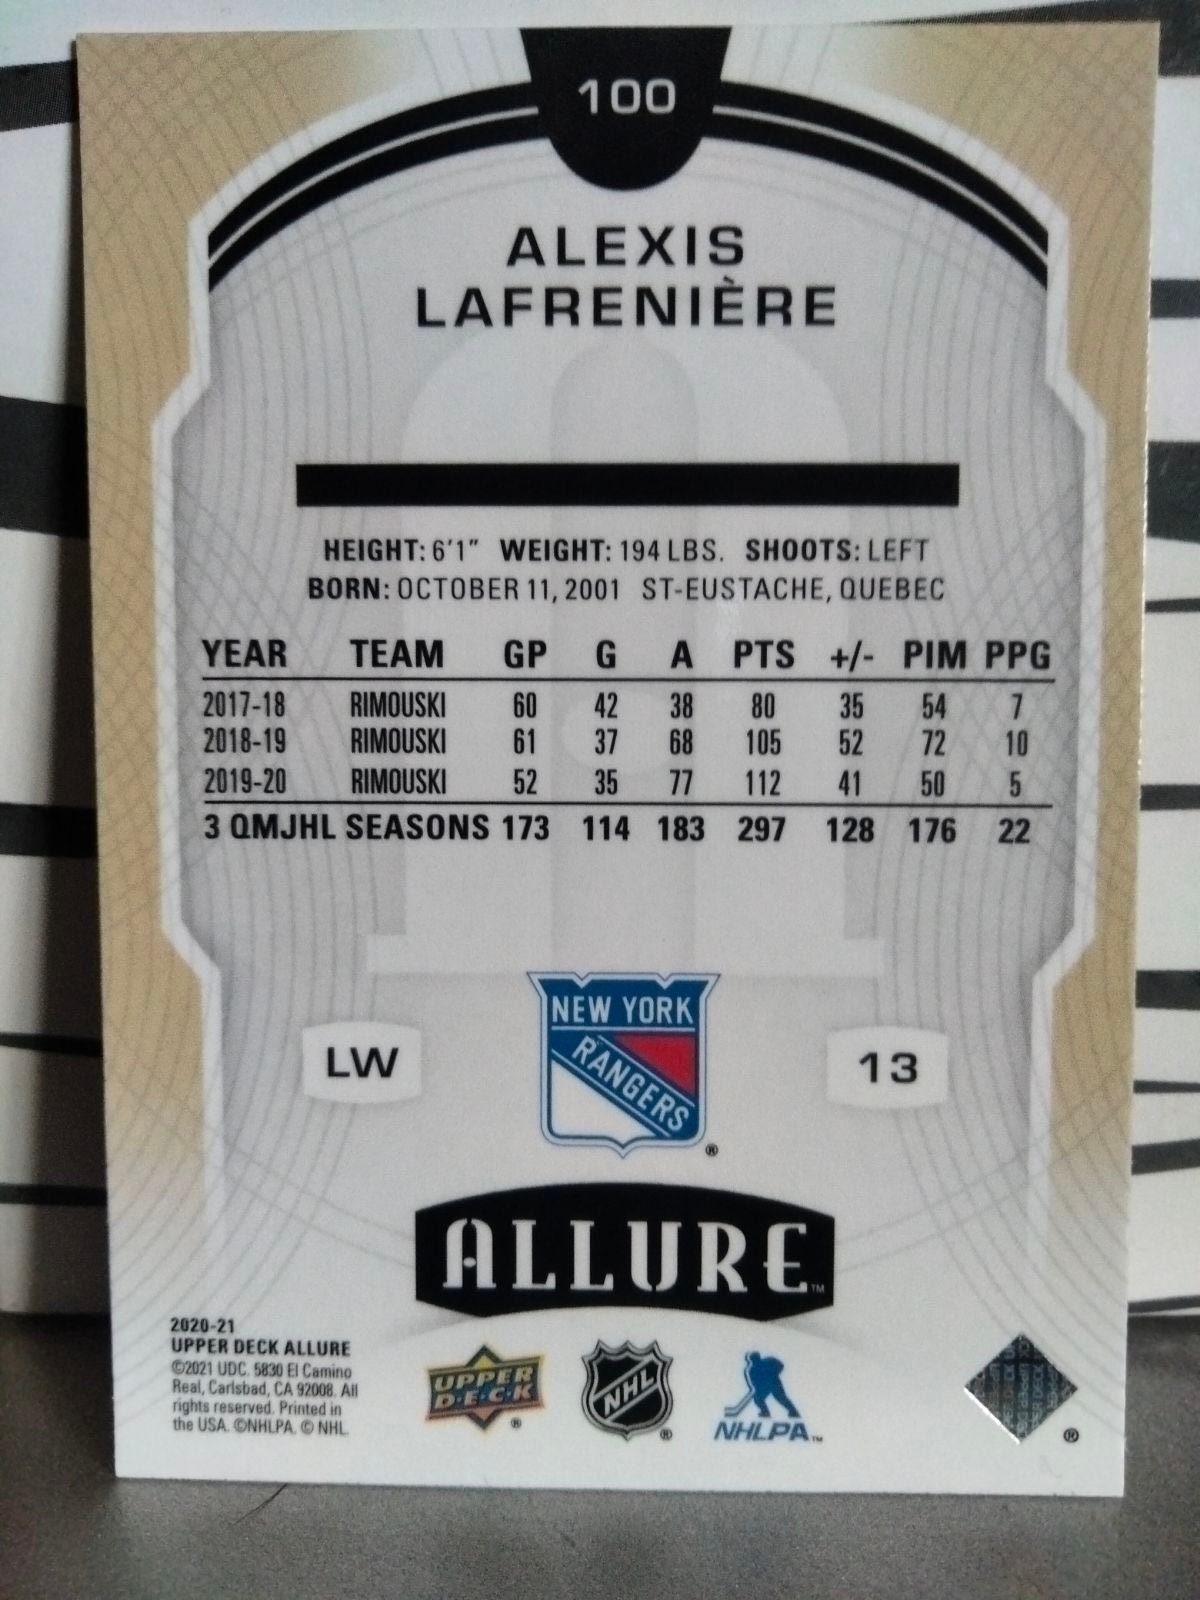 100
ALEXIS
LAFRENIÈRE
HEIGHT: 6'1" WEIGHT: 194 LBS. SHOOTS: LEFT
BORN: OCTOBER 11, 2001 ST-EUSTACHE, QUEBEC
YEAR TEAM GP G A PTS +/- PIM PPG
2017-18 RIMOUSKI 60 42 38 80 35 54 7
2018-19 RIMOUSKI 61 37 68 105 52 72 10
2019-20 RIMOUSKI 52 35 77 112 41 50 5
3 QMJHL SEASONS 173 114 183 297 128 176 22
NEW YORK
RANGERS
®
LW
13
ALLURE™
2020-21
UPPER DECK ALLURE
©2021 UDC. 5830 El Camino
Real, Carlsbad, CA 92008. All
rights reserved. Printed in
the USA. ©NHLPA. © NHL.
UPPER
D·E·C·K
®
NHL
®
NHLPA™
®